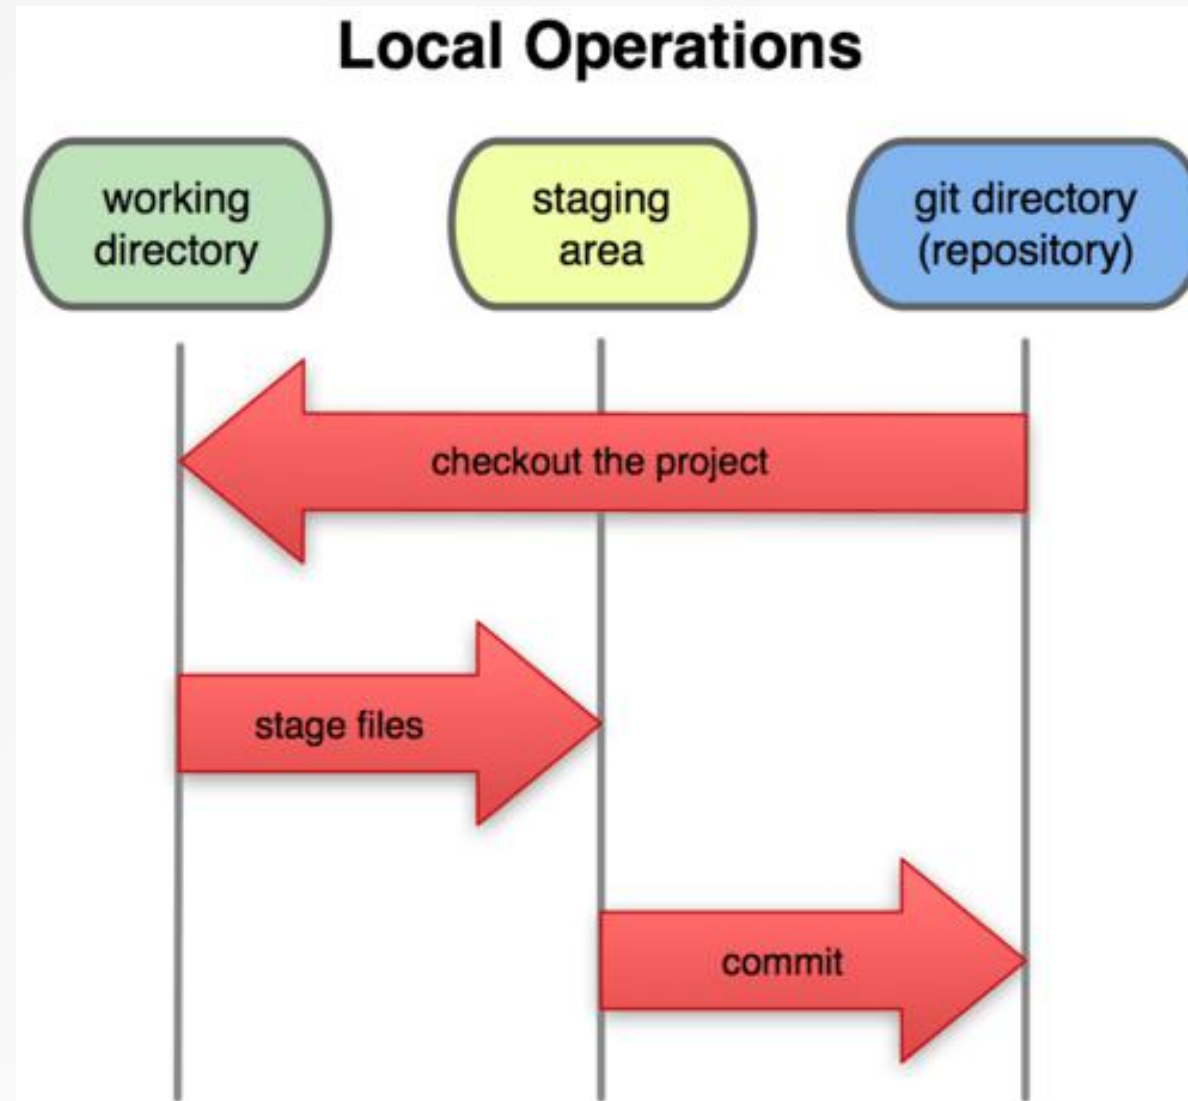 Local Operations
working
directory
staging
area
git directory
(repository)
checkout the project
stage files
commit